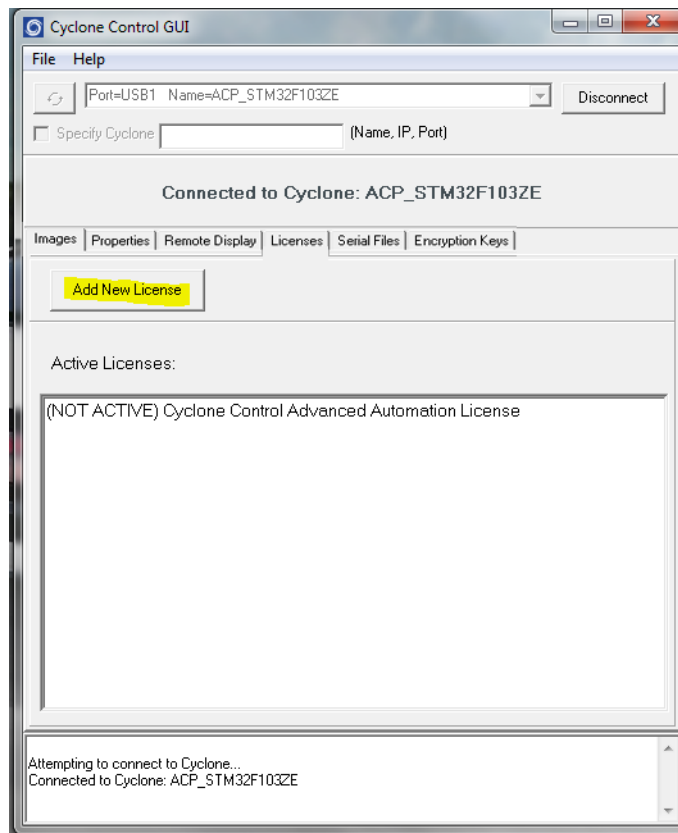 Cyclone Control GUI
File Help
Port=USB1 Name=ACP_STM32F103ZE
Disconnect
Specify Cyclone
(Name, IP, Port)
Connected to Cyclone: ACP_STM32F103ZE
Images Properties Remote Display Licenses Serial Files Encryption Keys
Add New License
Active Licenses:
(NOT ACTIVE) Cyclone Control Advanced Automation License
Attempting to connect to Cyclone...
Connected to Cyclone: ACP_STM32F103ZE